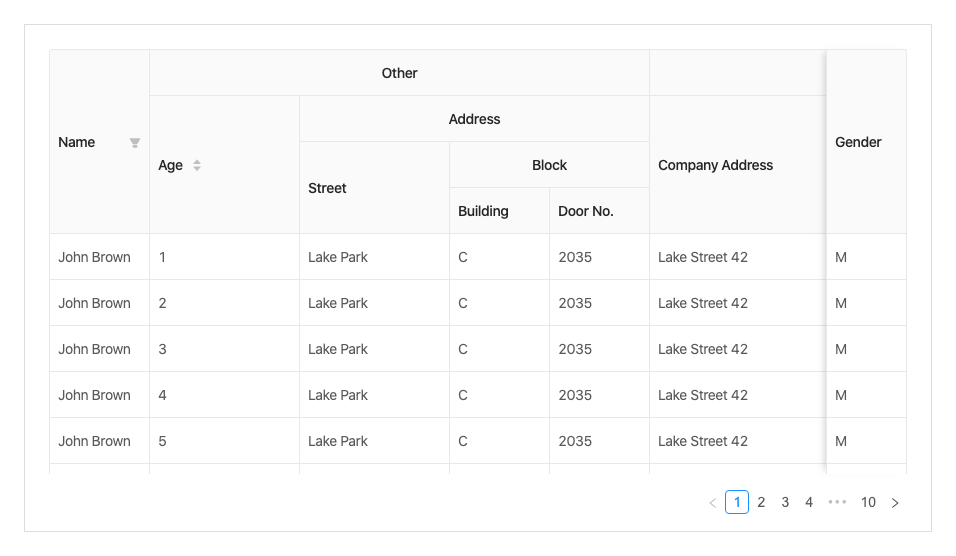 Other
Address
Name
Gender
Age
Block
Company Address
Street
Building Door No.
John Brown 1 Lake Park C 2035 Lake Street 42 M
John Brown 2 Lake Park C 2035 Lake Street 42 M
John Brown 3 Lake Park C 2035 Lake Street 42 M
John Brown 4 Lake Park C 2035 Lake Street 42 M
John Brown 5 Lake Park C 2035 Lake Street 42 M
< 1 2 3 4 ••• 10 >